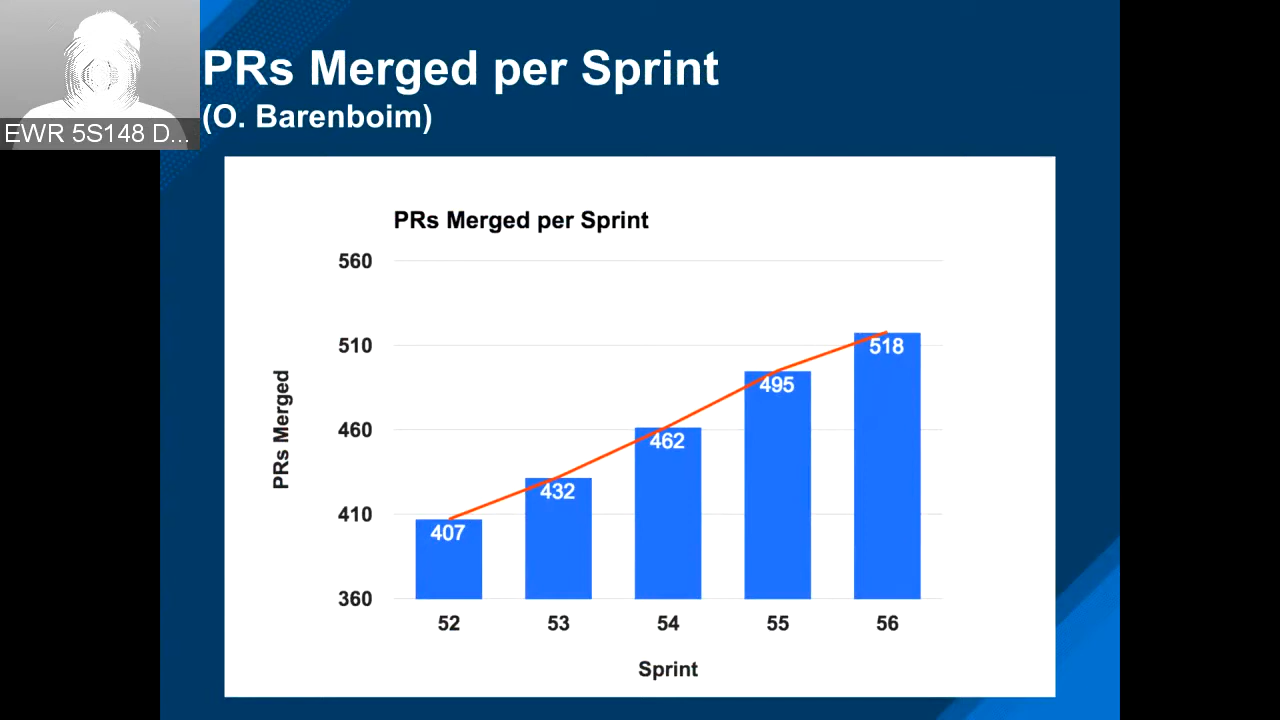 PRs Merged per Sprint
(O. Barenboim)
EWR 5S148 D...
PRs Merged per Sprint
560
510
460
410
360
PRs Merged
407
432
462
495
518
52
53
54
55
56
Sprint